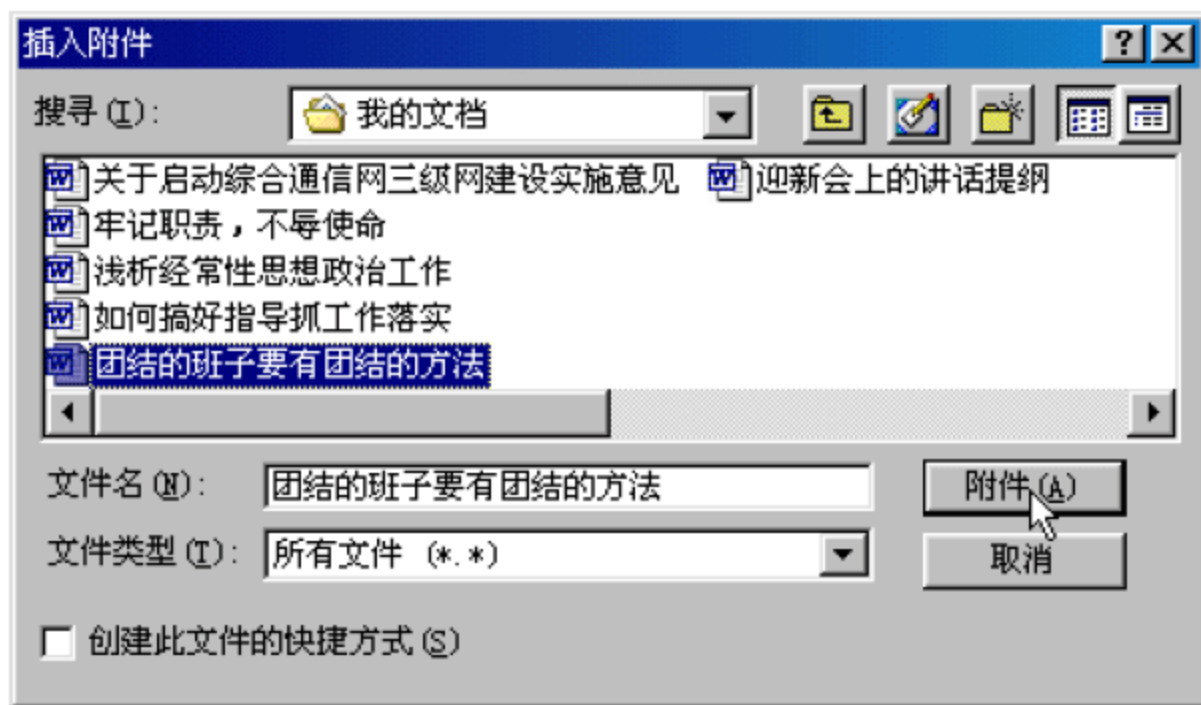 插入附件
搜寻(I): 我的文档
关于启动综合通信网三级网建设实施意见 迎新会上的讲话提纲
牢记职责，不辱使命
浅析经常性思想政治工作
如何搞好指导抓工作落实
团结的班子要有团结的方法
文件名(N): 团结的班子要有团结的方法 附件(A)
文件类型(T): 所有文件 (*.*) 取消
创建此文件的快捷方式(S)